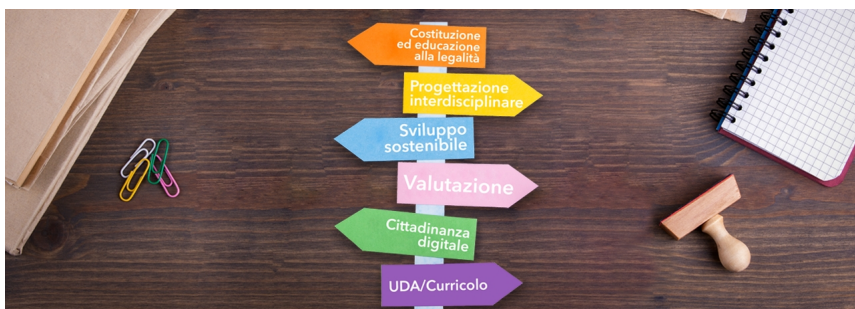 Costituzione
ed educazione
alla legalità
Progettazione
interdisciplinare
Sviluppo
sostenibile
Valutazione
Cittadinanza
digitale
UDA/Curricolo